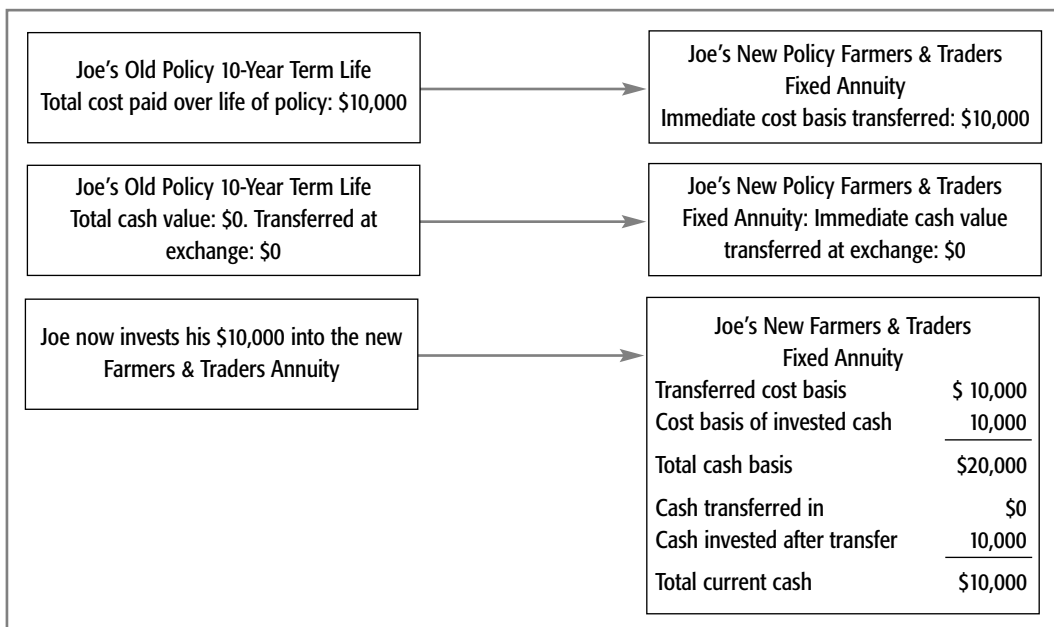 Joe's Old Policy 10-Year Term Life
Total cost paid over life of policy: $10,000
Joe's New Policy Farmers & Traders
Fixed Annuity
Immediate cost basis transferred: $10,000
Joe's Old Policy 10-Year Term Life
Total cash value: $0. Transferred at
exchange: $0
Joe's New Policy Farmers & Traders
Fixed Annuity: Immediate cash value
transferred at exchange: $0
Joe now invests his $10,000 into the new
Farmers & Traders Annuity
Joe's New Farmers & Traders
Fixed Annuity
Transferred cost basis $ 10,000
Cost basis of invested cash 10,000
Total cash basis $20,000
Cash transferred in $0
Cash invested after transfer 10,000
Total current cash $10,000